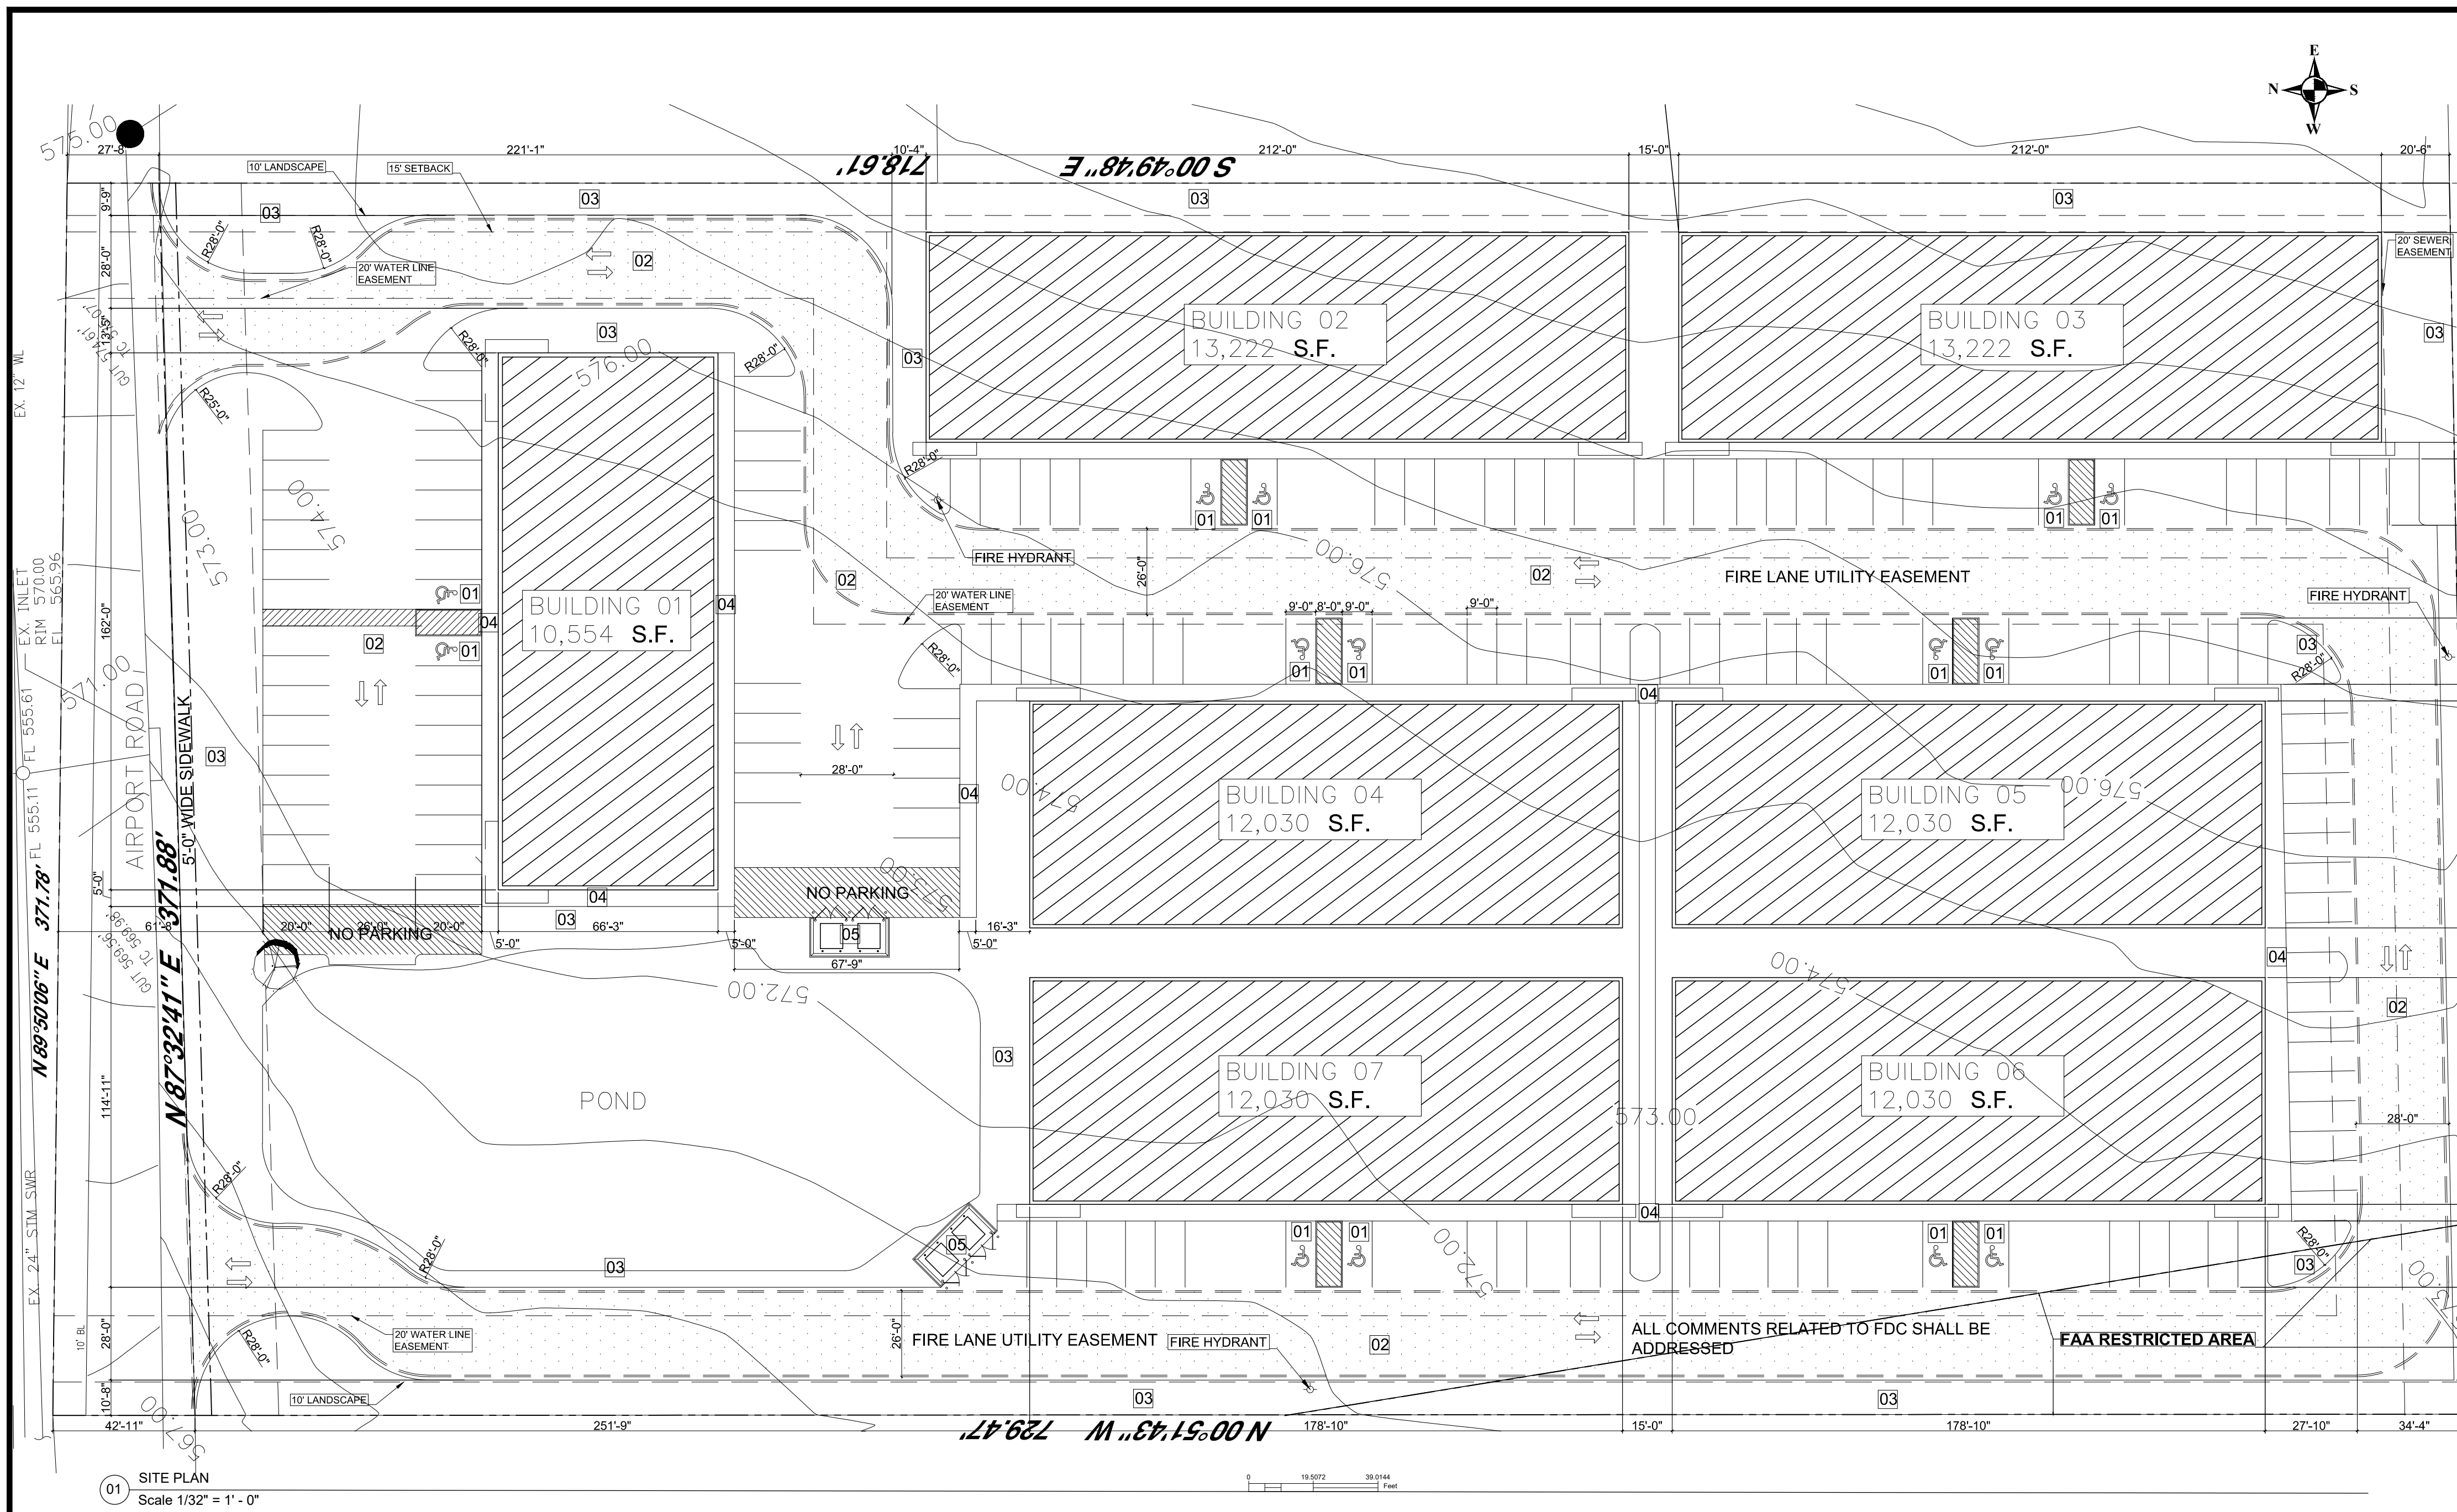 E
N S
W
575.00
27'-8
221'-1"
10'-4"
212'-0"
15'-0"
212'-0"
20'-6"
10' LANDSCAPE
15' SETBACK
718.61'
S 00°49'48" E
9'-9"
03
03
03
03
R28'-0"
R28'-0"
28'-0"
20' WATER LINE
EASEMENT
02
20' SEWER
EASEMENT
13'-5"
GUT 574.61'
03
03
03
R28'-0"
R28'-0"
576.00
BUILDING 02
13,222 S.F.
BUILDING 03
13,222 S.F.
EX. 12" WL
R25'-0"
R28'-0"
574.00
573.00
01
01
01
01
FIRE HYDRANT
26'-0"
576.00
02
FIRE LANE UTILITY EASEMENT
EX. INLET
RIM 570.00
FL 565.96
01
02
20' WATER LINE
EASEMENT
FIRE HYDRANT
162'-0"
BUILDING 01
10,554 S.F.
04
04
9'-0" 8'-0" 9'-0"
9'-0"
02
01
R28'-0"
01
01
01
01
03
R28'-0"
571.00
04
AIRPORT ROAD
5'-0" WIDE SIDEWALK
03
FL 555.61
FL 555.11
28'-0"
04
574.00
BUILDING 04
12,030 S.F.
BUILDING 05
12,030 S.F.
576.00
N 89°50'06" E 371.78'
N 87°32'41" E 371.88'
5'-0"
NO PARKING
573.00
04
03
GUT 569.56'
TC 569.98'
61'-8"
20'-0"
26'-0"
20'-0"
NO PARKING
5'-0"
66'-3"
5'-0"
05
5'-0"
16'-3"
67'-9"
572.00
04
574.00
02
POND
03
114'-11"
BUILDING 07
12,030 S.F.
573.00
BUILDING 06
12,030 S.F.
28'-0"
EX. 24" STM SWR
R28'-0"
04
R28'-0"
05
01
01
01
01
572.00
R28'-0"
03
03
10' BL
28'-0"
R28'-0"
20' WATER LINE
EASEMENT
26'-0"
FIRE LANE UTILITY EASEMENT
FIRE HYDRANT
02
ALL COMMENTS RELATED TO FDC SHALL BE
ADDRESSED
FAA RESTRICTED AREA
10'-8"
10' LANDSCAPE
03
03
42'-11"
251'-9"
729.47'
N 00°51'43" W
178'-10"
15'-0"
178'-10"
27'-10"
34'-4"
01
SITE PLAN
Scale 1/32" = 1' - 0"
0 19.5072 39.0144
Feet